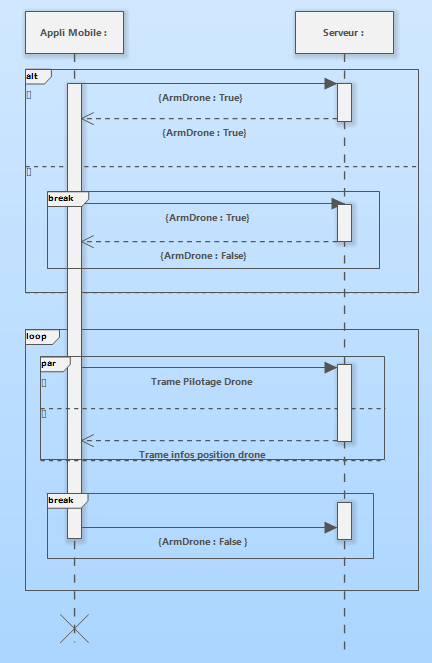 Appli Mobile :
Serveur :
alt
{ArmDrone : True}
{ArmDrone : True}
break
{ArmDrone : True}
{ArmDrone : False}
loop
par
Trame Pilotage Drone
Trame infos position drone
break
{ArmDrone : False }